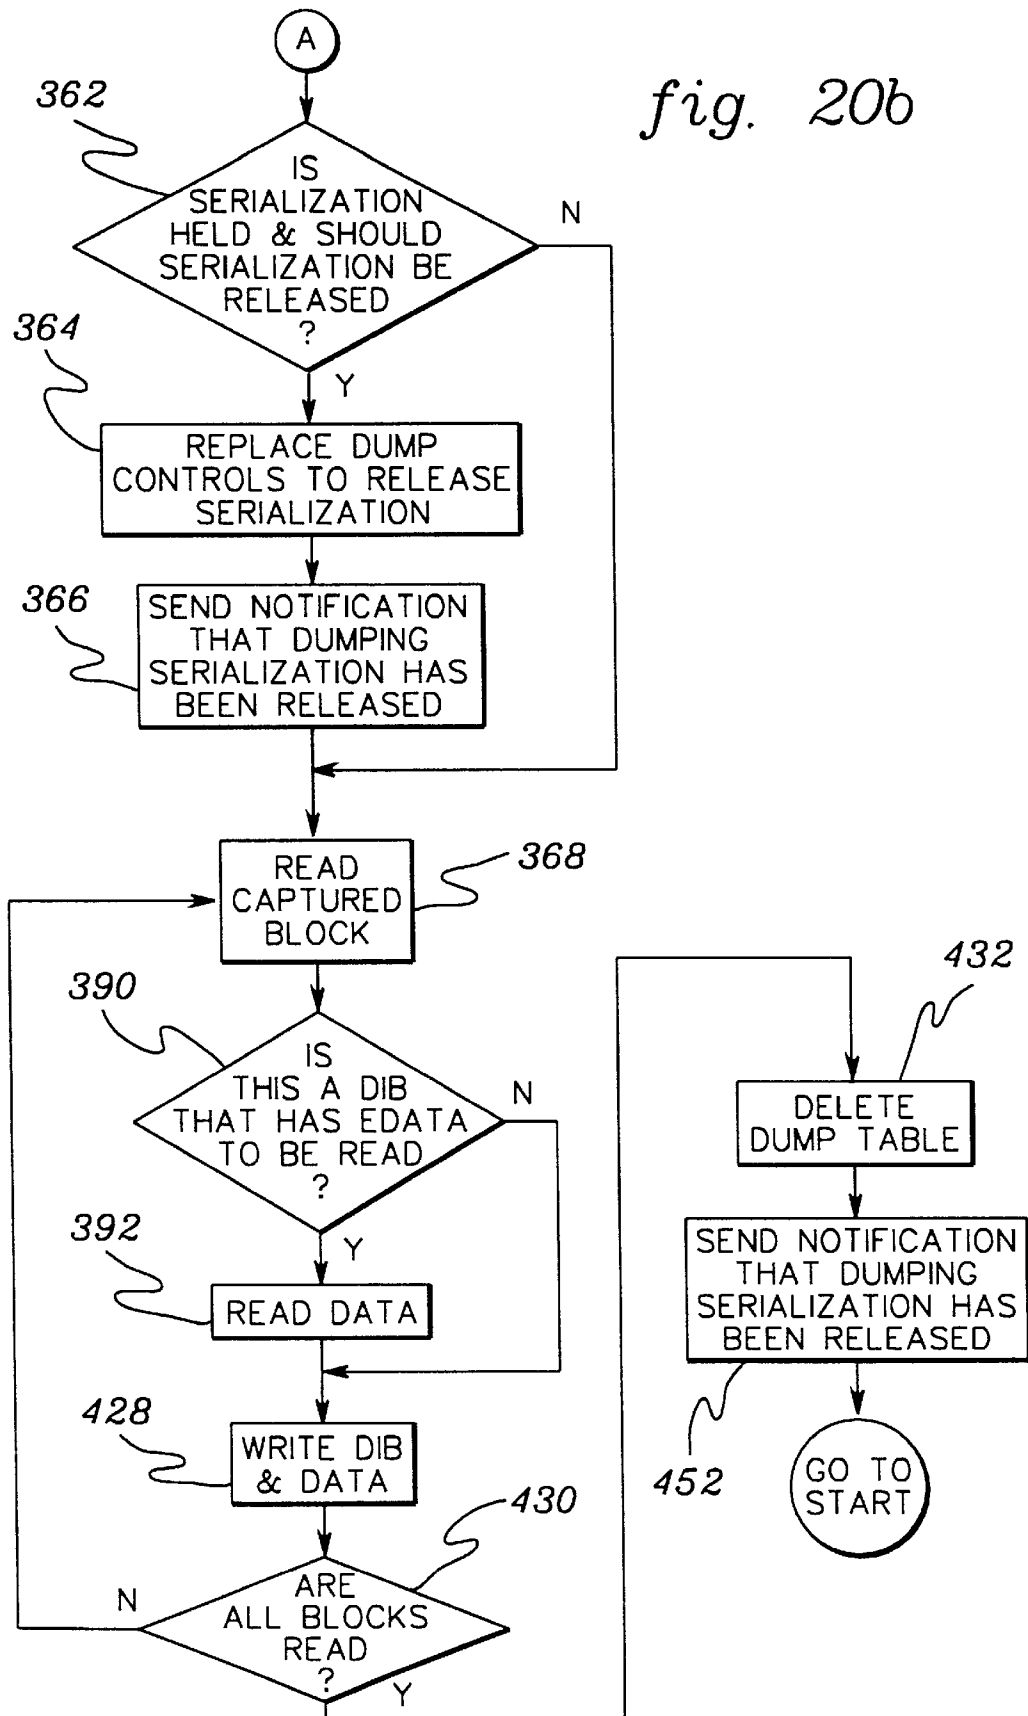 A
fig. 20b
362
IS
SERIALIZATION
HELD & SHOULD
SERIALIZATION BE
RELEASED
?
N
Y
364
REPLACE DUMP
CONTROLS TO RELEASE
SERIALIZATION
366
SEND NOTIFICATION
THAT DUMPING
SERIALIZATION HAS
BEEN RELEASED
READ
CAPTURED
BLOCK
368
390
IS
THIS A DIB
THAT HAS EDATA
TO BE READ
?
N
Y
392
READ DATA
428
WRITE DIB
& DATA
430
ARE
ALL BLOCKS
READ
?
N
Y
432
DELETE
DUMP TABLE
SEND NOTIFICATION
THAT DUMPING
SERIALIZATION HAS
BEEN RELEASED
452
GO TO
START